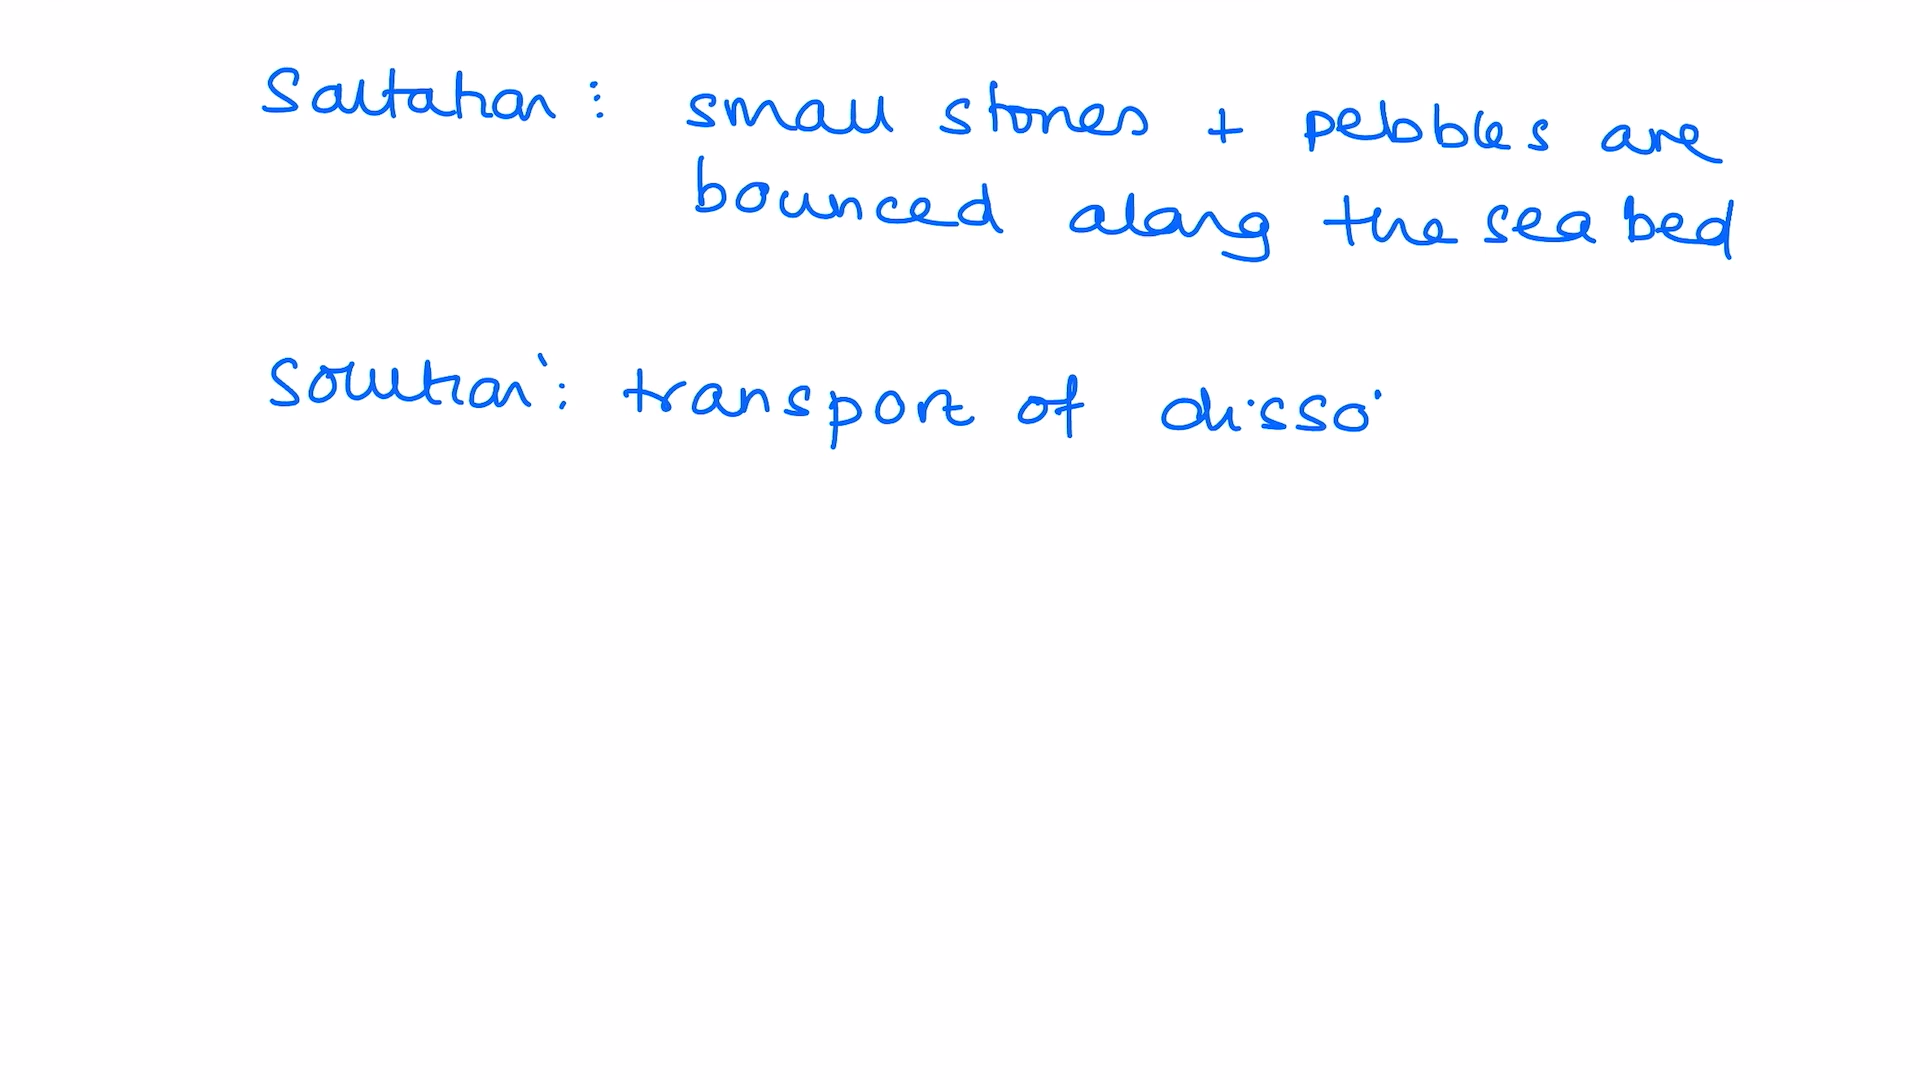 Saltation: small stones + pebbles are
bounced along the sea bed
Solution: transport of disso